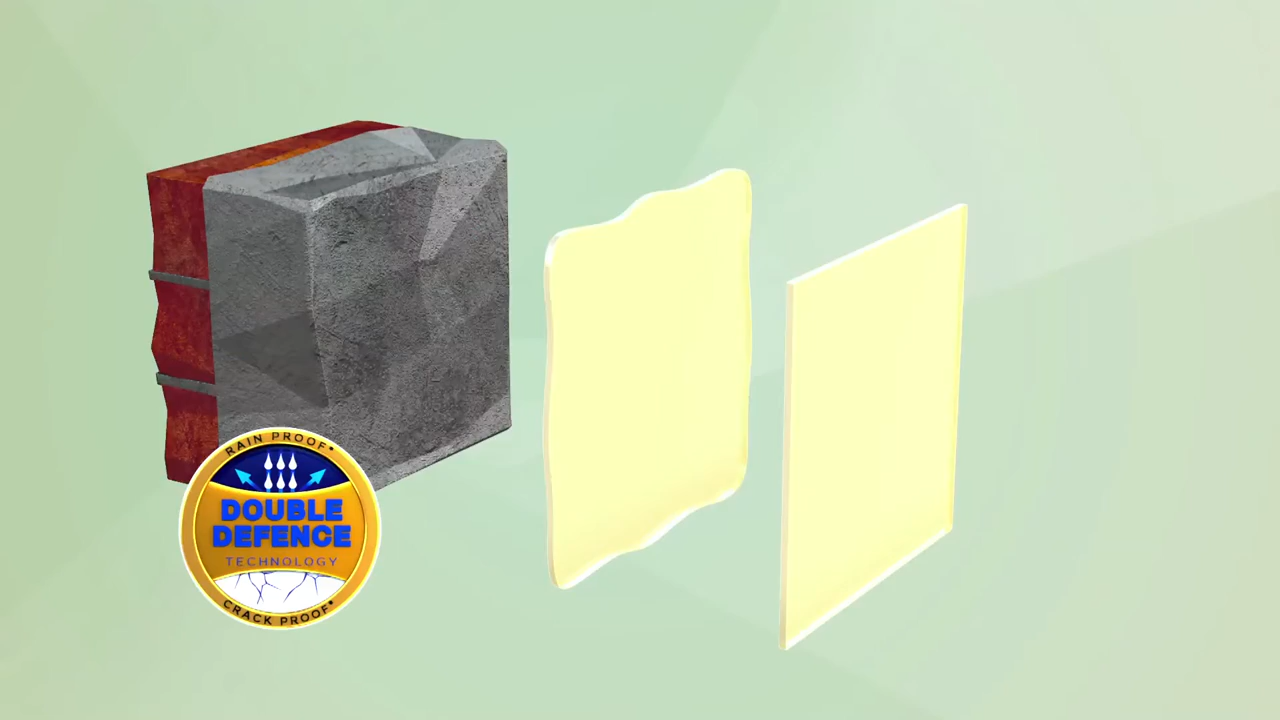 RAIN PROOF*
DOUBLE
DEFENCE
TECHNOLOGY
CRACK PROOF*